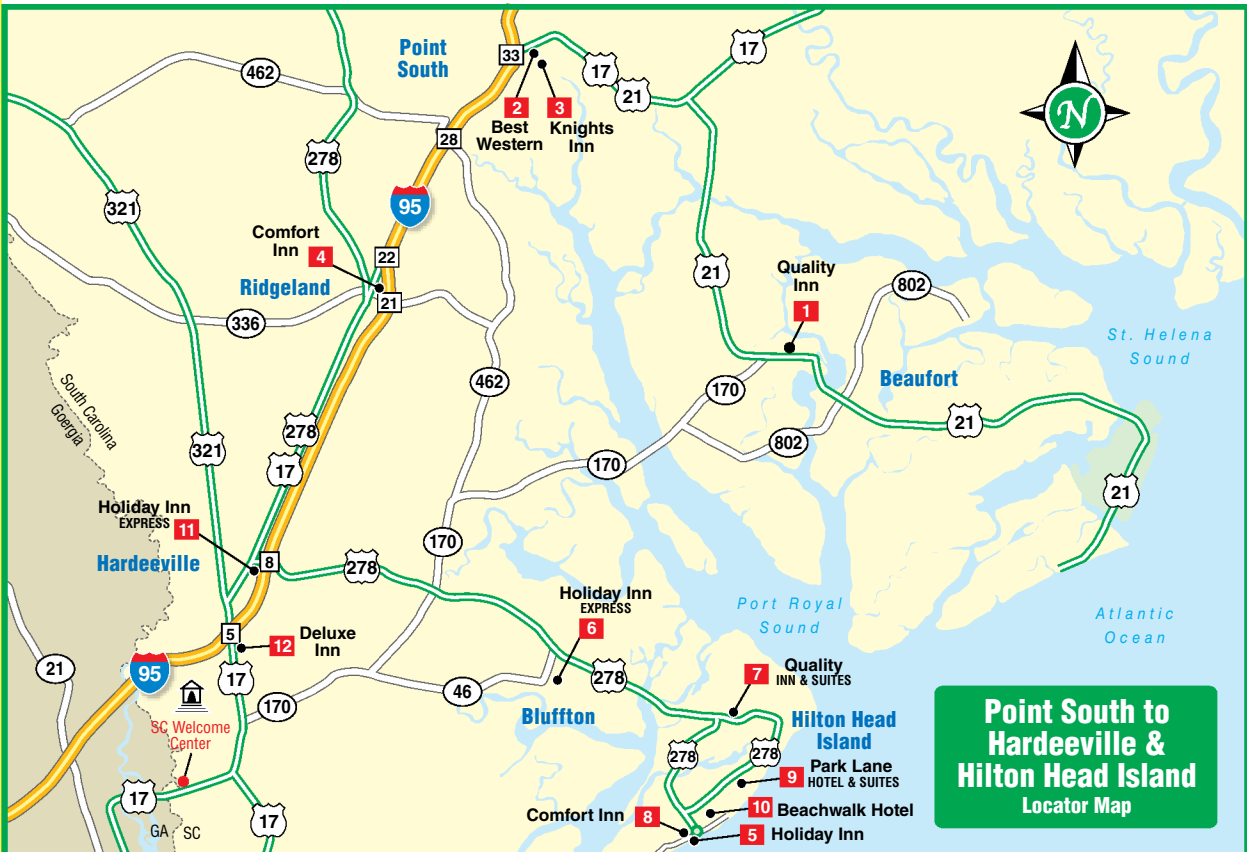 Point
South
33
17
21
17
462
2
Best
Western
3
Knights
Inn
N
28
278
321
95
Comfort
Inn
4
22
Ridgeland
21
336
21
Quality
Inn
1
802
St. Helena
Sound
South Carolina
Goergia
462
170
Beaufort
21
802
278
321
17
170
21
Holiday Inn
EXPRESS
11
Hardeeville
8
170
278
Holiday Inn
EXPRESS
6
Port Royal
Sound
Atlantic
Ocean
5
12
Deluxe
Inn
21
95
17
SC Welcome
Center
170
46
278
Bluffton
7
Quality
INN & SUITES
Hilton Head
Island
278
278
9
Park Lane
HOTEL & SUITES
10
Beachwalk Hotel
Comfort Inn
8
5
Holiday Inn
17
17
GA
SC
Point South to
Hardeeville &
Hilton Head Island
Locator Map